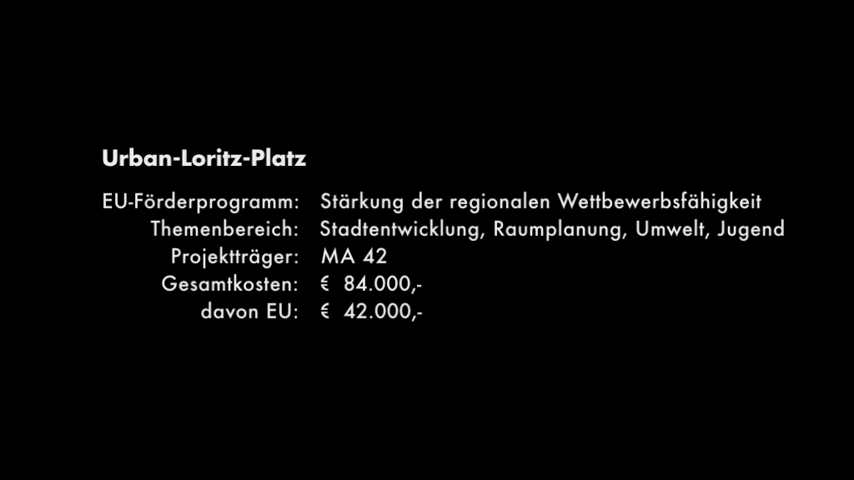 Urban-Loritz-Platz
EU-Förderprogramm: Stärkung der regionalen Wettbewerbsfähigkeit
Themenbereich: Stadtentwicklung, Raumplanung, Umwelt, Jugend
Projektträger: MA 42
Gesamtkosten: € 84.000,-
davon EU: € 42.000,-